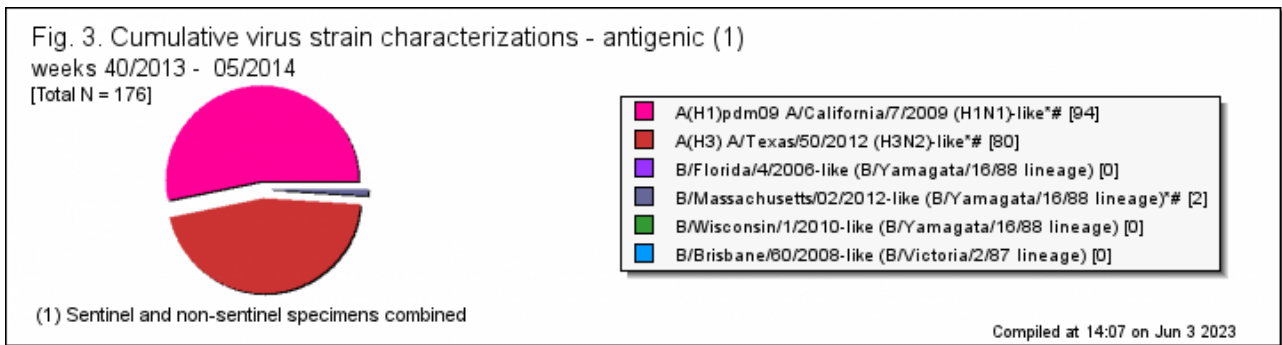 Fig. 3. Cumulative virus strain characterizations - antigenic (1)
weeks 40/2013 - 05/2014
[Total N = 176]
A(H1)pdm09 A/California/7/2009 (H1N1)-like*# [94]
A(H3) A/Texas/50/2012 (H3N2)-like*# [80]
B/Florida/4/2006-like (B/Yamagata/16/88 lineage) [0]
B/Massachusetts/02/2012-like (B/Yamagata/16/88 lineage)*# [2]
B/Wisconsin/1/2010-like (B/Yamagata/16/88 lineage) [0]
B/Brisbane/60/2008-like (B/Victoria/2/87 lineage) [0]
(1) Sentinel and non-sentinel specimens combined
Compiled at 14:07 on Jun 3 2023